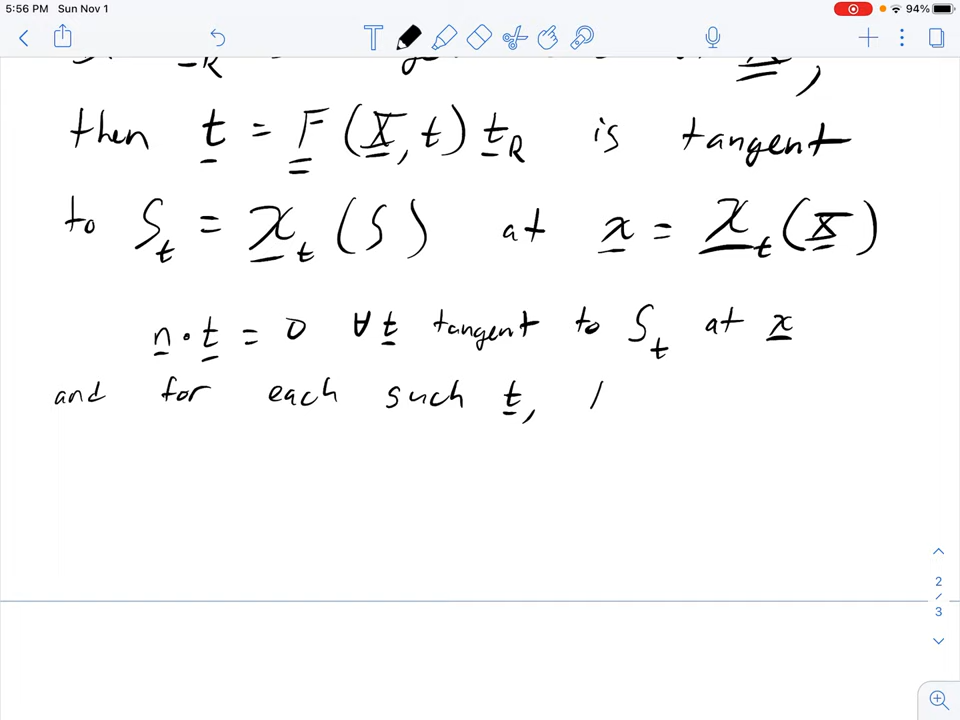 5:56 PM Sun Nov 1
94%
then t = F(X, t) t_R is tangent
to S_t = χ_t(S) at x = χ_t(X)
n · t = 0 ∀ t tangent to S_t at x
and for each such t,
2
/
3